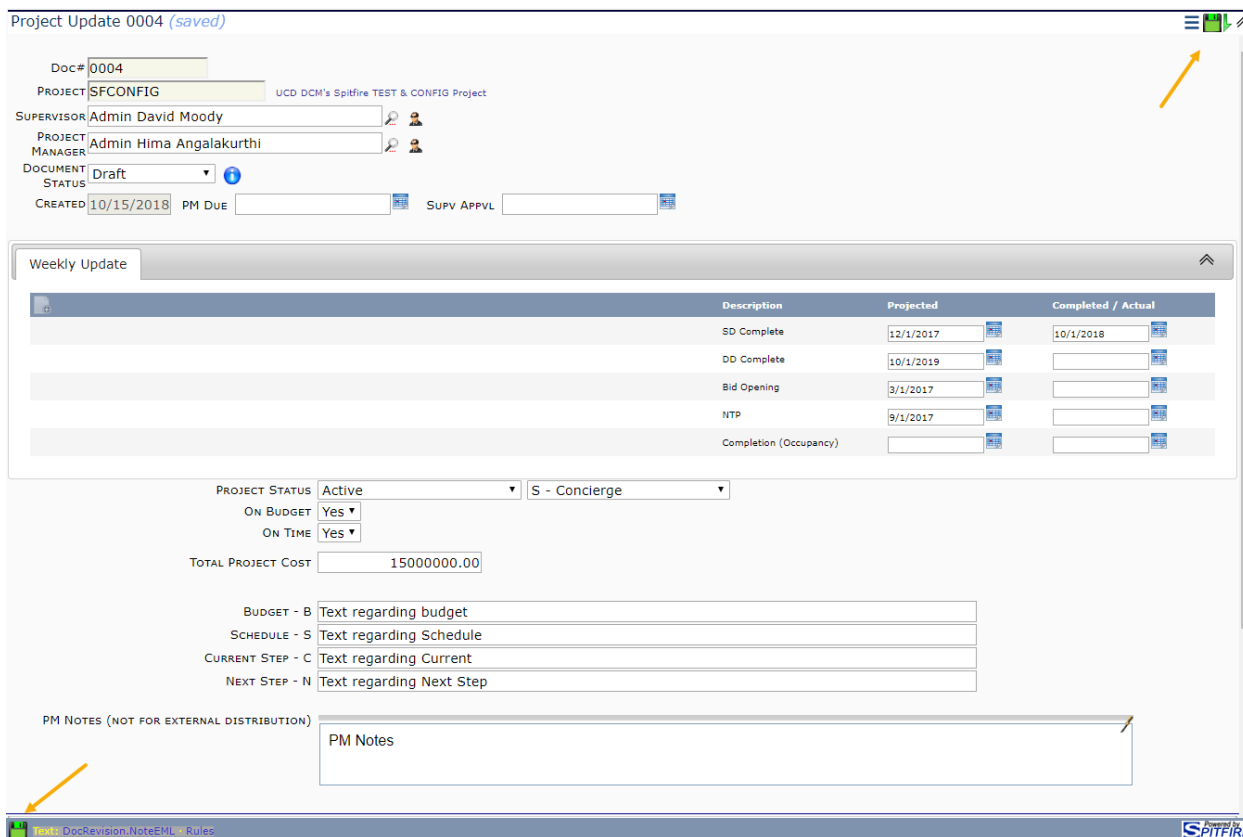 Project Update 0004 (saved)
Doc# 0004
PROJECT SFCONFIG UCD DCM's Spitfire TEST & CONFIG Project
SUPERVISOR Admin David Moody
PROJECT MANAGER Admin Hima Angalakurthi
DOCUMENT STATUS Draft
CREATED 10/15/2018 PM DUE SUPV APPVL
Weekly Update
Description Projected Completed / Actual
SD Complete 12/1/2017 10/1/2018
DD Complete 10/1/2019
Bid Opening 3/1/2017
NTP 9/1/2017
Completion (Occupancy)
PROJECT STATUS Active S - Concierge
ON BUDGET Yes
ON TIME Yes
TOTAL PROJECT COST 15000000.00
BUDGET - B Text regarding budget
SCHEDULE - S Text regarding Schedule
CURRENT STEP - C Text regarding Current
NEXT STEP - N Text regarding Next Step
PM NOTES (NOT FOR EXTERNAL DISTRIBUTION)
PM Notes
Text: DocRevision.NoteEML - Rules
Powered by
SPITFIR